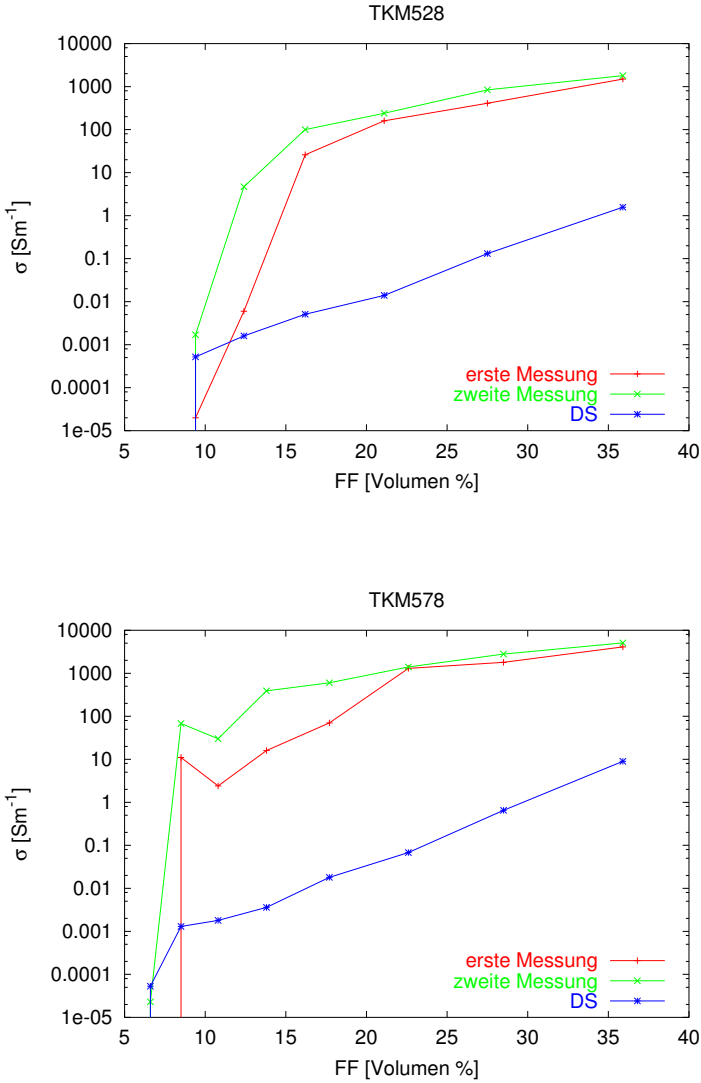 TKM528
10000
1000
100
10
1
0.1
0.01
0.001
0.0001
1e-05
σ [Sm⁻¹]
erste Messung
zweite Messung
DS
5 10 15 20 25 30 35 40
FF [Volumen %]
TKM578
10000
1000
100
10
1
0.1
0.01
0.001
0.0001
1e-05
σ [Sm⁻¹]
erste Messung
zweite Messung
DS
5 10 15 20 25 30 35 40
FF [Volumen %]